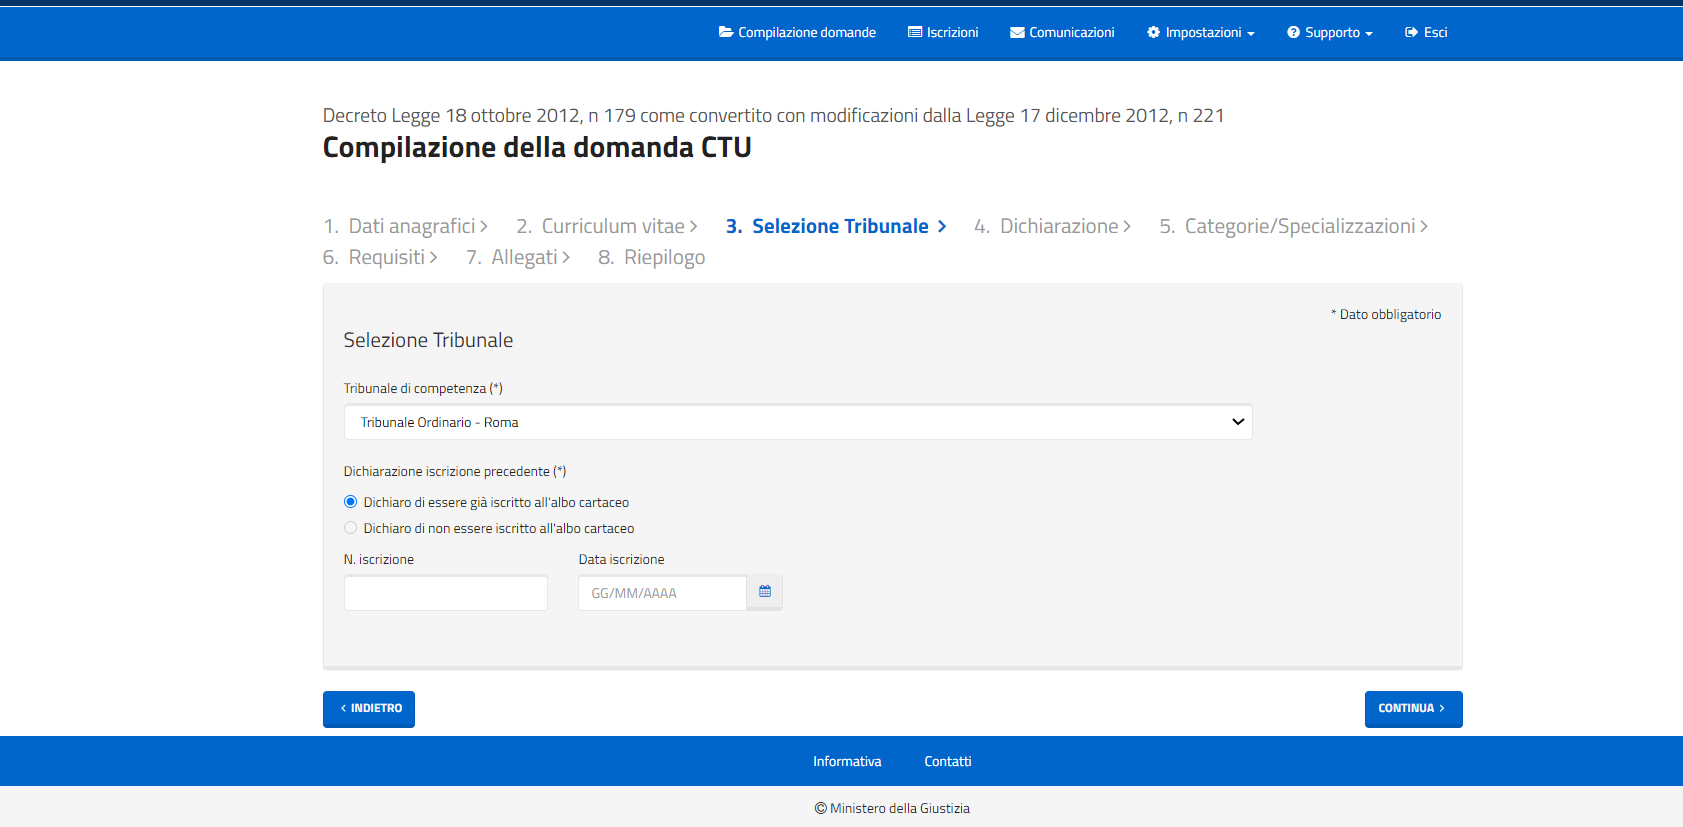 Compilazione domande
Iscrizioni
Comunicazioni
Impostazioni
Supporto
Esci
Decreto Legge 18 ottobre 2012, n 179 come convertito con modificazioni dalla Legge 17 dicembre 2012, n 221
Compilazione della domanda CTU
1. Dati anagrafici > 2. Curriculum vitae > 3. Selezione Tribunale > 4. Dichiarazione > 5. Categorie/Specializzazioni >
6. Requisiti > 7. Allegati > 8. Riepilogo
* Dato obbligatorio
Selezione Tribunale
Tribunale di competenza (*)
Tribunale Ordinario - Roma
Dichiarazione iscrizione precedente (*)
Dichiaro di essere già iscritto all'albo cartaceo
Dichiaro di non essere iscritto all'albo cartaceo
N. iscrizione
Data iscrizione
GG/MM/AAAA
< INDIETRO
CONTINUA >
Informativa
Contatti
© Ministero della Giustizia